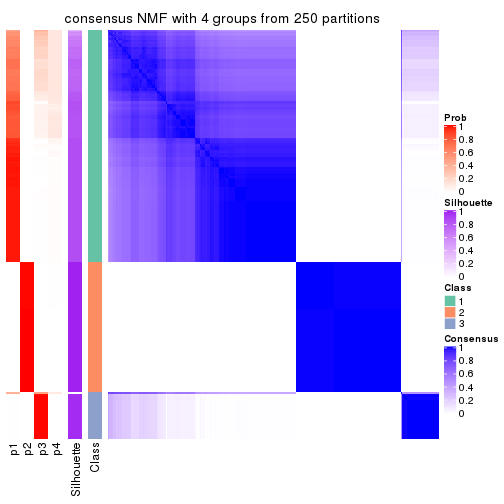 consensus NMF with 4 groups from 250 partitions
Prob
1
0.8
0.6
0.4
0.2
0
Silhouette
1
0.8
0.6
0.4
0.2
0
Class
1
2
3
Consensus
1
0.8
0.6
0.4
0.2
0
p1
p2
p3
p4
Silhouette
Class